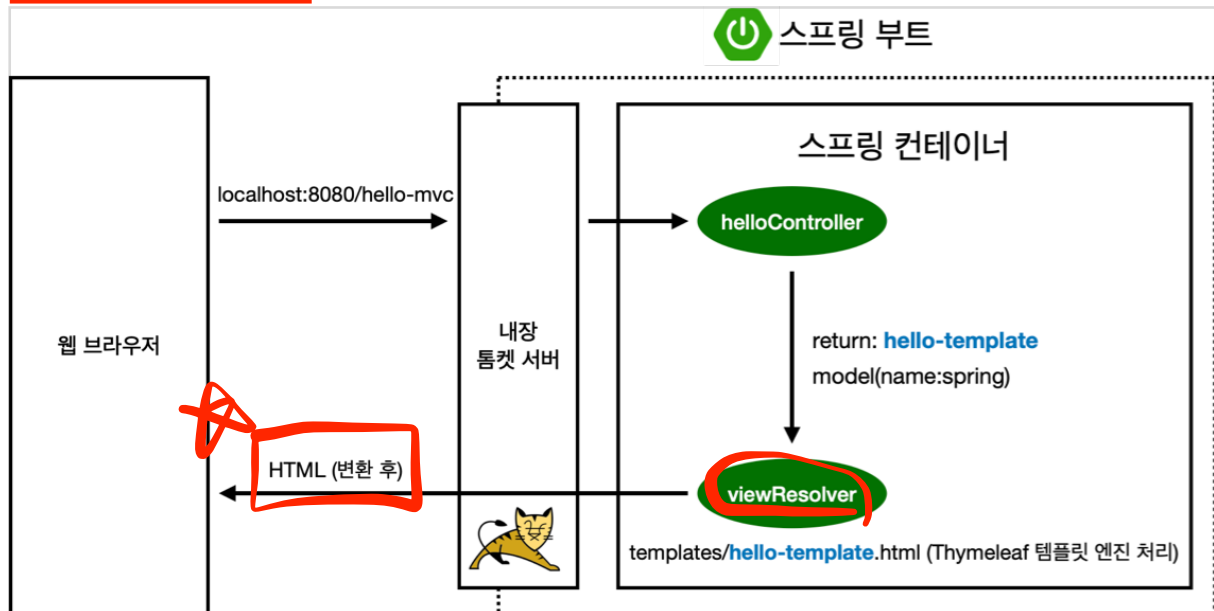 스프링 부트
스프링 컨테이너
localhost:8080/hello-mvc
helloController
웹 브라우저
내장
톰켓 서버
return: hello-template
model(name:spring)
HTML (변환 후)
viewResolver
templates/hello-template.html (Thymeleaf 템플릿 엔진 처리)